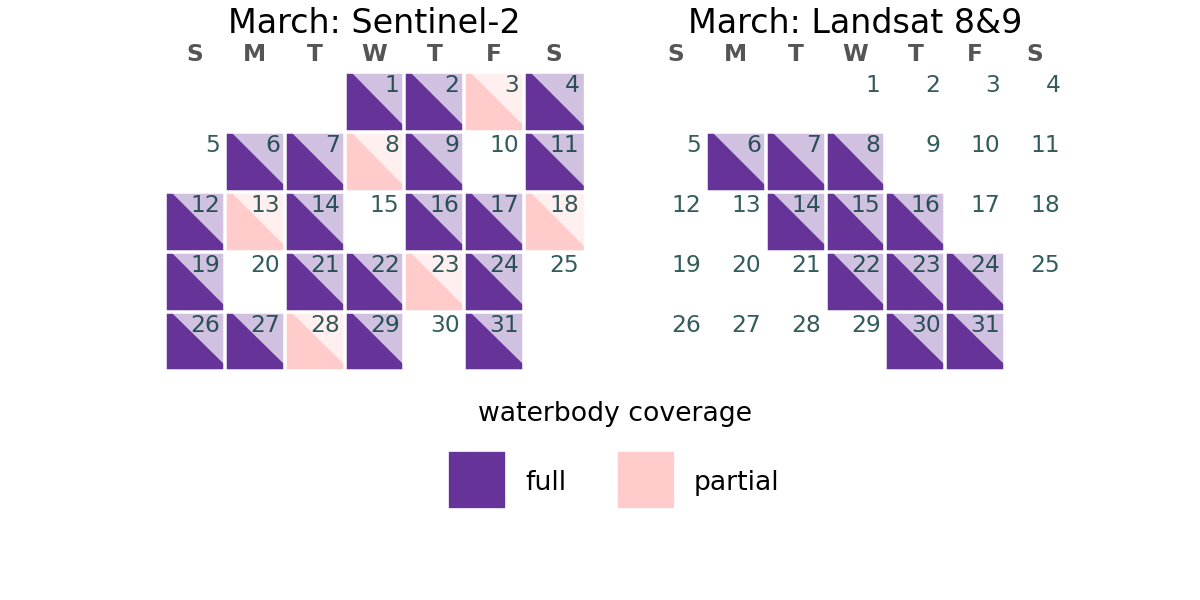 March: Sentinel-2
S M T W T F S
1 2 3 4
5 6 7 8 9 10 11
12 13 14 15 16 17 18
19 20 21 22 23 24 25
26 27 28 29 30 31
March: Landsat 8&9
S M T W T F S
1 2 3 4
5 6 7 8 9 10 11
12 13 14 15 16 17 18
19 20 21 22 23 24 25
26 27 28 29 30 31
waterbody coverage
full partial